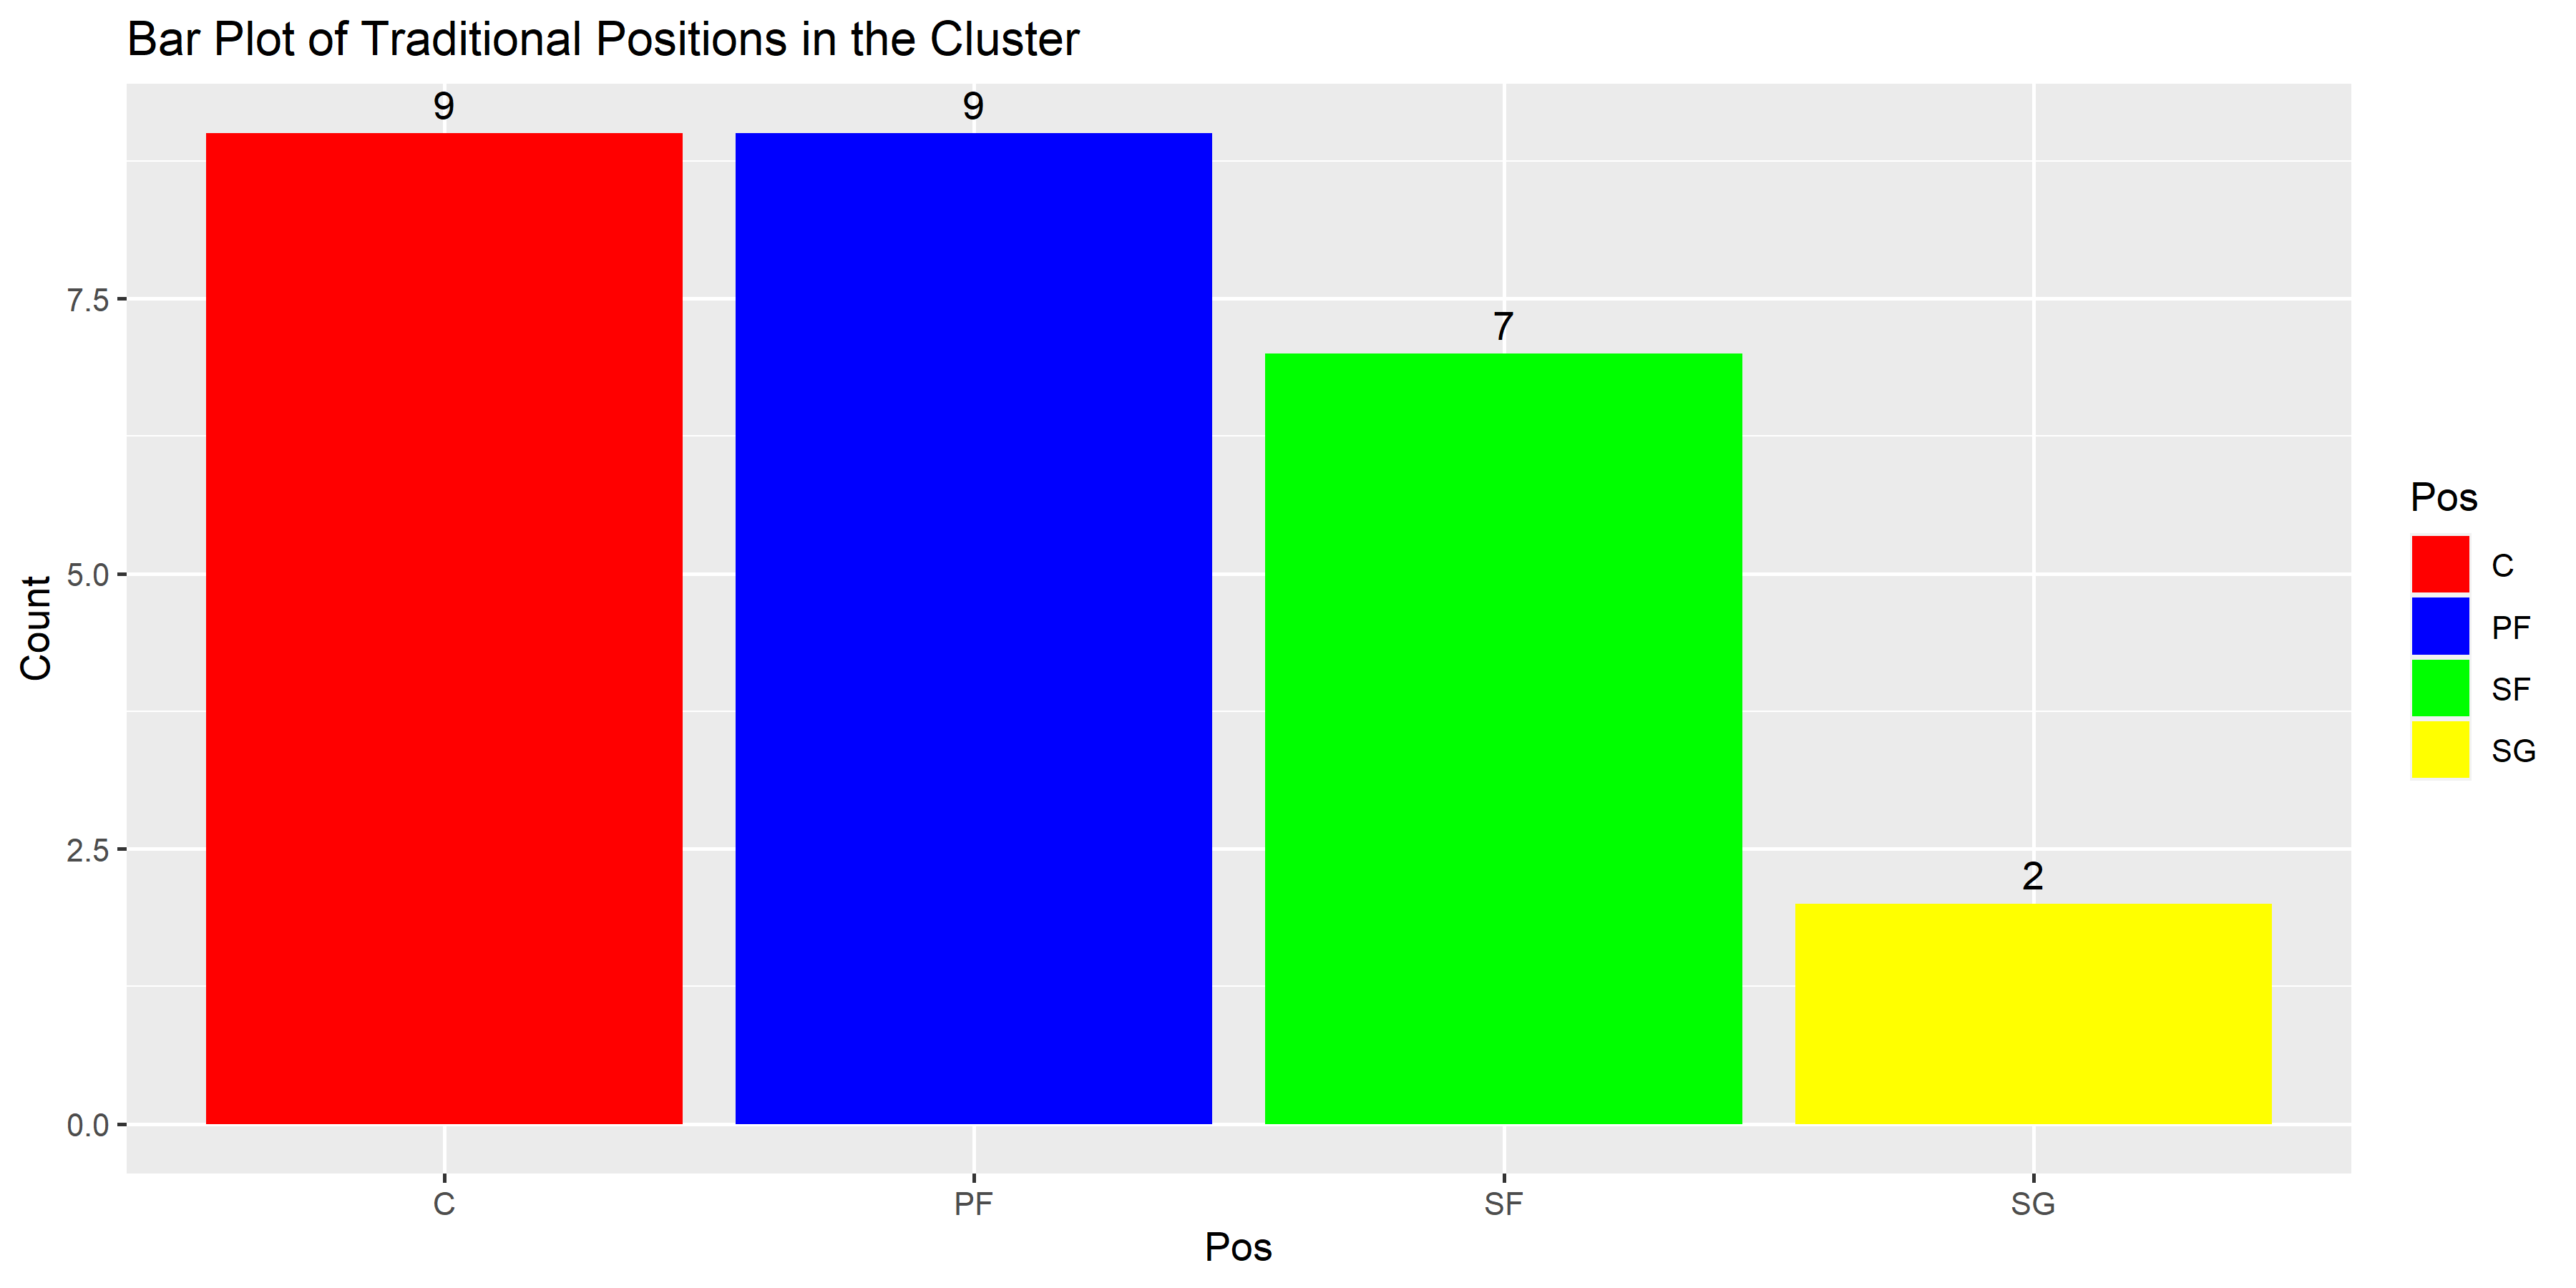 Bar Plot of Traditional Positions in the Cluster
9
9
7
2
7.5
5.0
2.5
0.0
Count
C
PF
SF
SG
Pos
Pos
C
PF
SF
SG